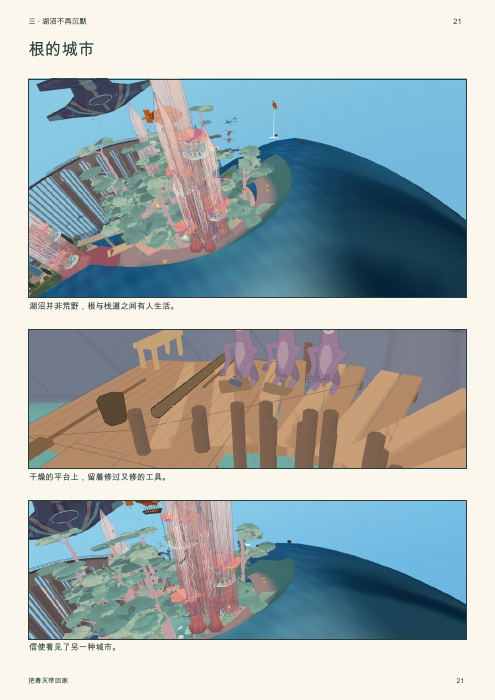 三 · 湖沼不再沉默
21
根的城市
湖沼并非荒野，根与栈道之间有人生活。
干燥的平台上，留着修过又修的工具。
信使看见了另一种城市。
把春天带回家
21